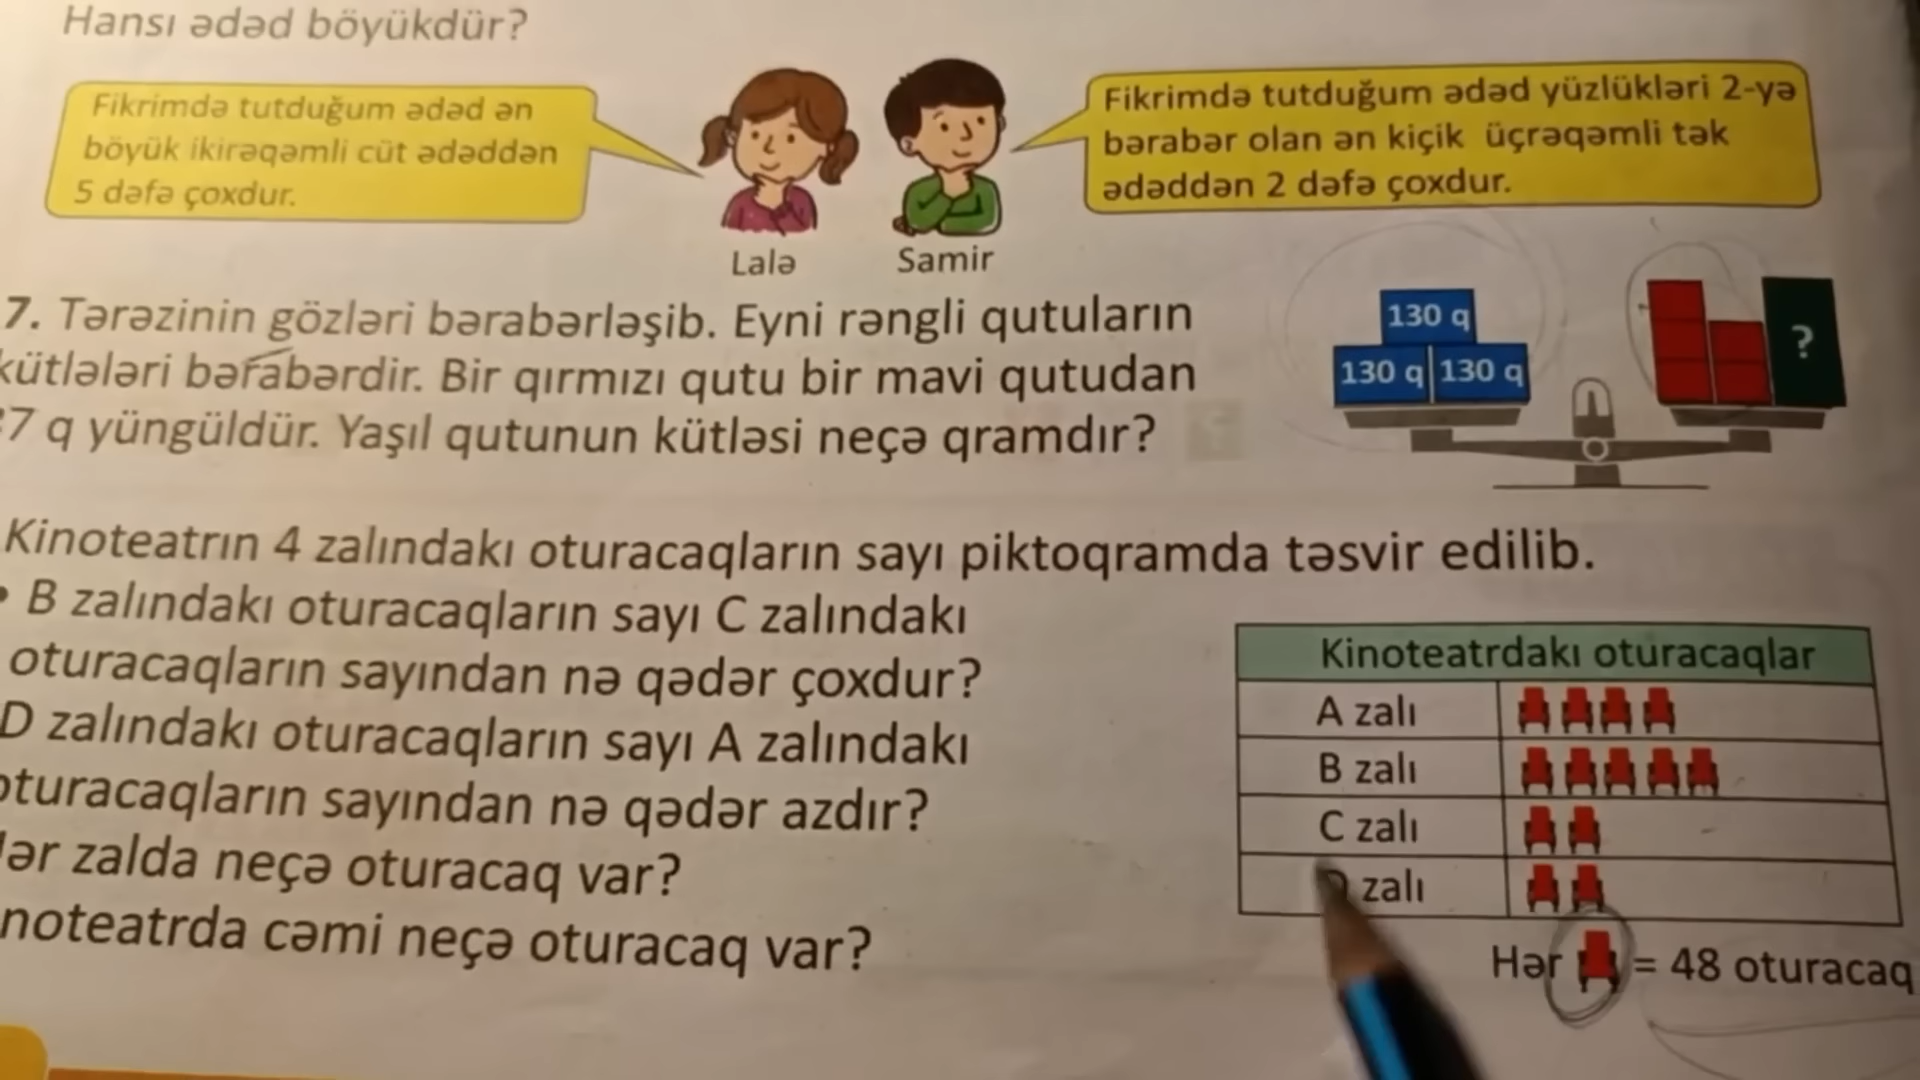 Hansı ədəd böyükdür?
Fikrimdə tutduğum ədəd ən
böyük ikirəqəmli cüt ədəddən
5 dəfə çoxdur.
Fikrimdə tutduğum ədəd yüzlükləri 2-yə
bərabər olan ən kiçik üçrəqəmli tək
ədəddən 2 dəfə çoxdur.
Lalə
Samir
7. Tərəzinin gözləri bərabərləşib. Eyni rəngli qutuların
kütlələri bərabərdir. Bir qırmızı qutu bir mavi qutudan
7 q yüngüldür. Yaşıl qutunun kütləsi neçə qramdır?
130 q
130 q 130 q
?
Kinoteatrın 4 zalındakı oturacaqların sayı piktoqramda təsvir edilib.
• B zalındakı oturacaqların sayı C zalındakı
oturacaqların sayından nə qədər çoxdur?
D zalındakı oturacaqların sayı A zalındakı
oturacaqların sayından nə qədər azdır?
ər zalda neçə oturacaq var?
noteatrda cəmi neçə oturacaq var?
Kinoteatrdakı oturacaqlar
A zalı
B zalı
C zalı
zalı
Hər = 48 oturacaq